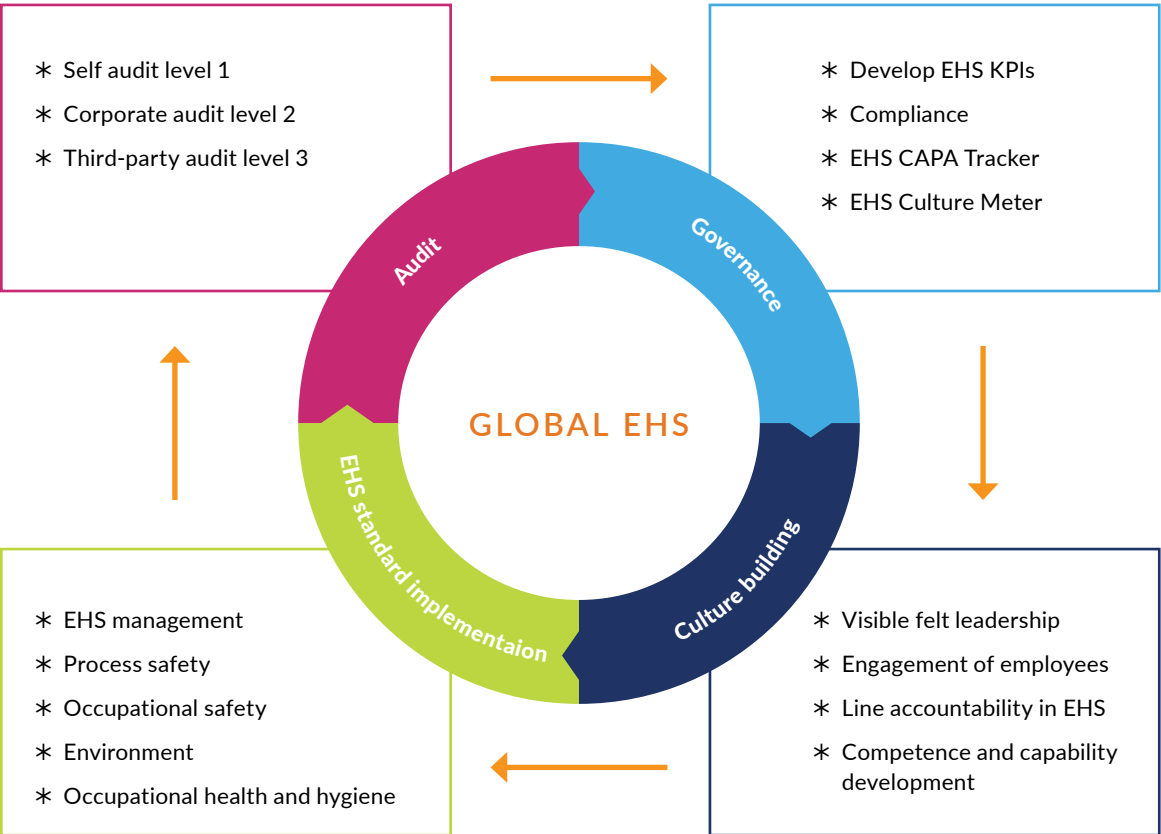 * Self audit level 1
* Corporate audit level 2
* Third-party audit level 3
* Develop EHS KPIs
* Compliance
* EHS CAPA Tracker
* EHS Culture Meter
Audit
Governance
GLOBAL EHS
EHS standard implementaion
Culture building
* EHS management
* Process safety
* Occupational safety
* Environment
* Occupational health and hygiene
* Visible felt leadership
* Engagement of employees
* Line accountability in EHS
* Competence and capability
development